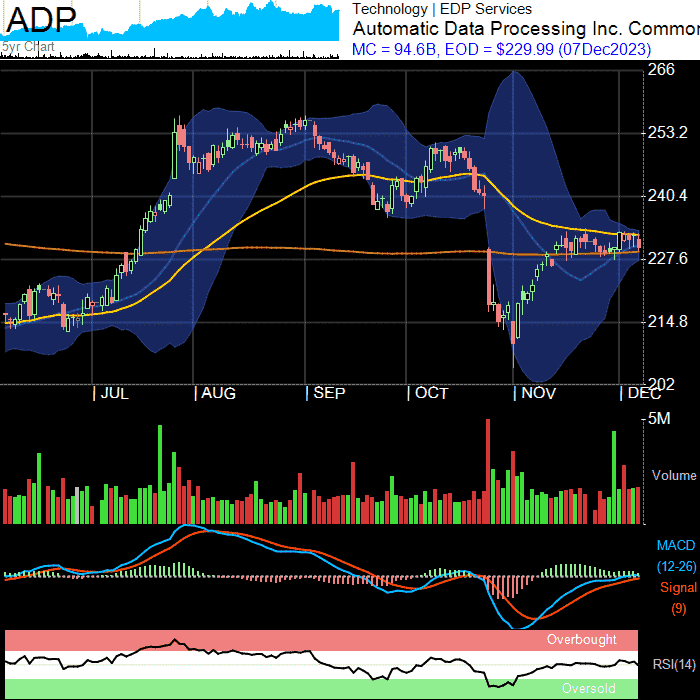 ADP
5yr Chart
Technology | EDP Services
Automatic Data Processing Inc. Common
MC = 94.6B, EOD = $229.99 (07Dec2023)
266
253.2
240.4
227.6
214.8
202
| JUL | AUG | SEP | OCT | NOV | DEC
5M
Volume
MACD
(12-26)
Signal
(9)
Overbought
RSI(14)
Oversold